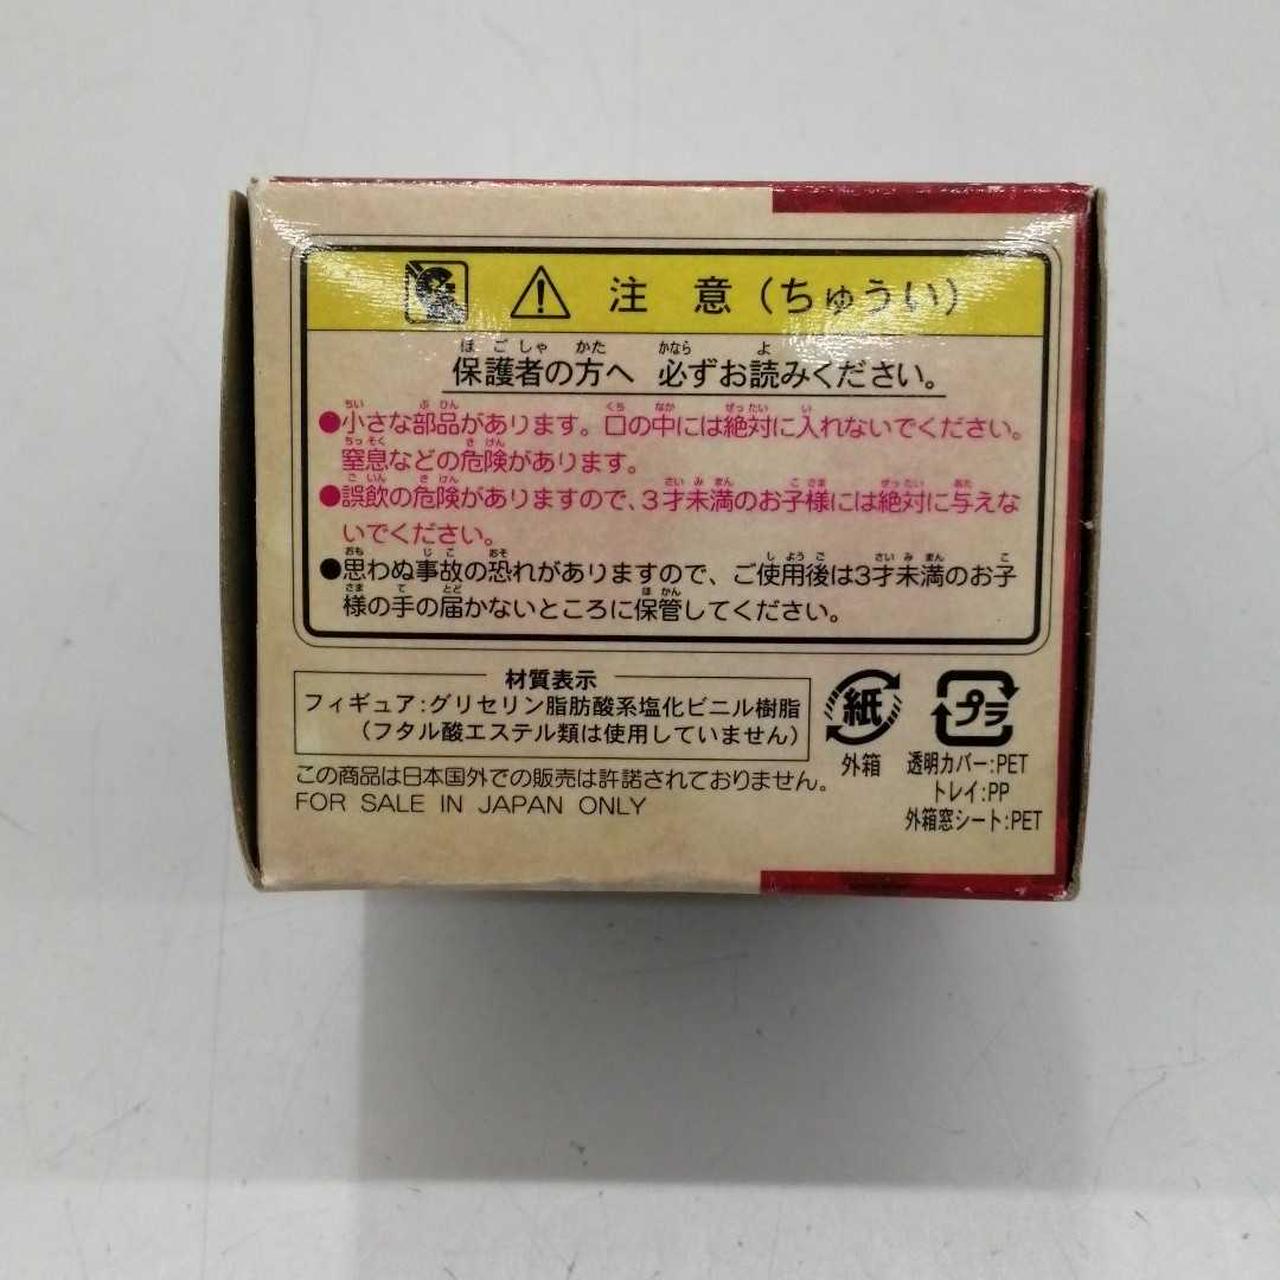 注 意（ちゅうい）
保護者の方へ 必ずお読みください。
●小さな部品があります。口の中には絶対に入れないでください。
窒息などの危険があります。
●誤飲の危険がありますので、3才未満のお子様には絶対に与えな
いでください。
●思わぬ事故の恐れがありますので、ご使用後は3才未満のお子
様の手の届かないところに保管してください。
材質表示
フィギュア:グリセリン脂肪酸系塩化ビニル樹脂
（フタル酸エステル類は使用していません）
この商品は日本国外での販売は許諾されておりません。
FOR SALE IN JAPAN ONLY
紙
外箱
プラ
透明カバー:PET
トレイ:PP
外箱窓シート:PET